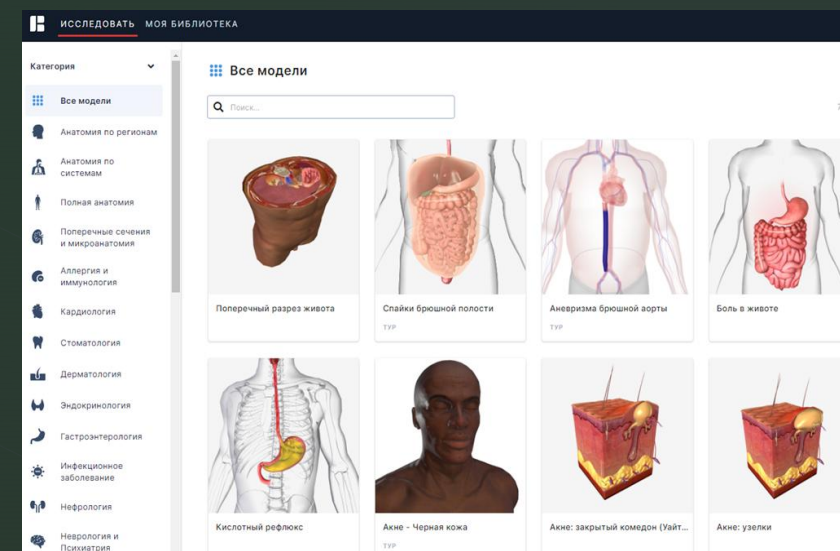 ИССЛЕДОВАТЬ МОЯ БИБЛИОТЕКА
Категория
Все модели
Анатомия по регионам
Анатомия по
системам
Полная анатомия
Поперечные сечения
и микроанатомия
Аллергия и
иммунология
Кардиология
Стоматология
Дерматология
Эндокринология
Гастроэнтерология
Инфекционное
заболевание
Нефрология
Неврология и
Психиатрия
Все модели
Поиск...
Поперечный разрез живота
Спайки брюшной полости
ТУР
Аневризма брюшной аорты
ТУР
Боль в животе
Кислотный рефлюкс
Акне - Черная кожа
ТУР
Акне: закрытый комедон (Уайт...
Акне: узелки